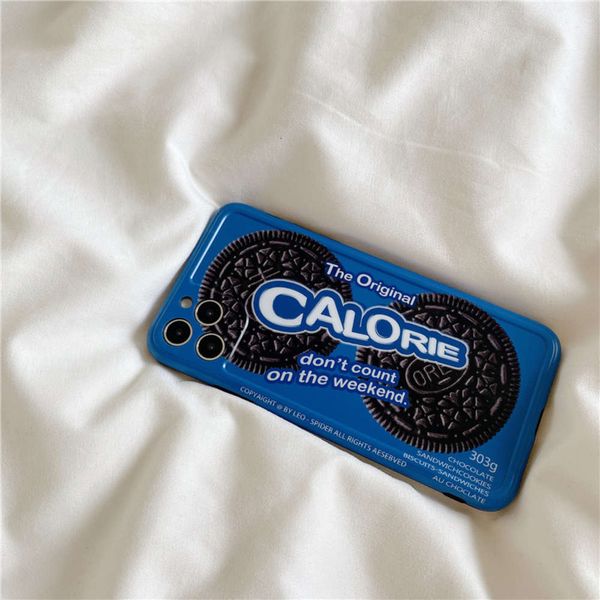 The Original
CALORIE
don't count
on the weekend.
COPYAIGHT @ BY LEO - SPIDER ALL RIGHTS AESEBVED
303g
CHOCOLATE
SANDWICHCOOKIES
BISCUITS-SANDWICHES
AU CHOCLATE